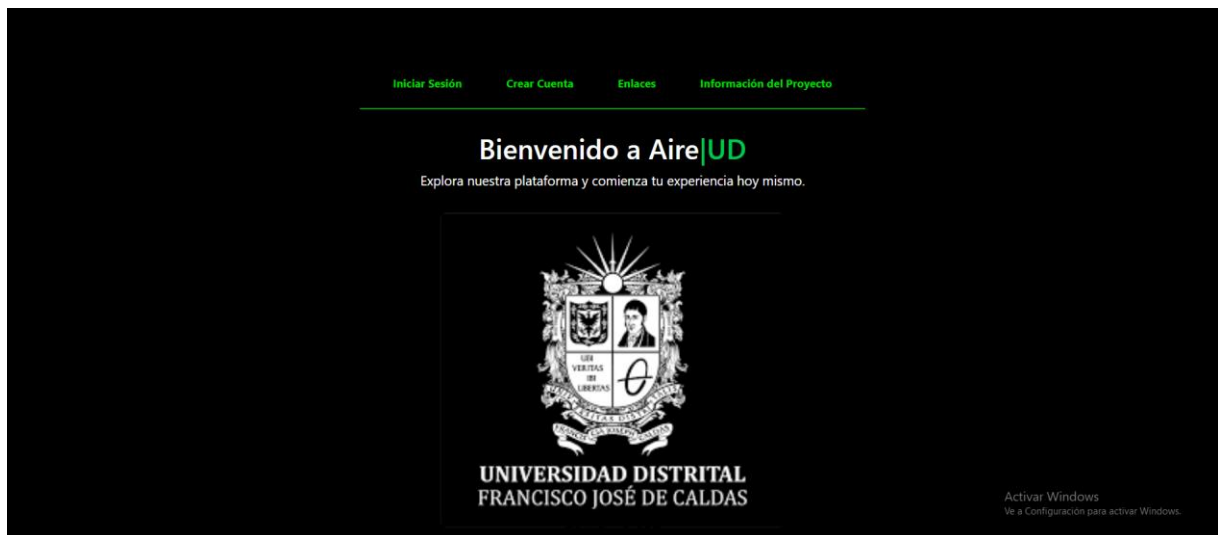 Iniciar Sesión Crear Cuenta Enlaces Información del Proyecto
Bienvenido a Aire|UD
Explora nuestra plataforma y comienza tu experiencia hoy mismo.
UBI
VERITAS
IBI
LIBERTAS
UNIVERSIDAD DISTRITAL
FRANCISCO JOSÉ DE CALDAS
Activar Windows
Ve a Configuración para activar Windows.